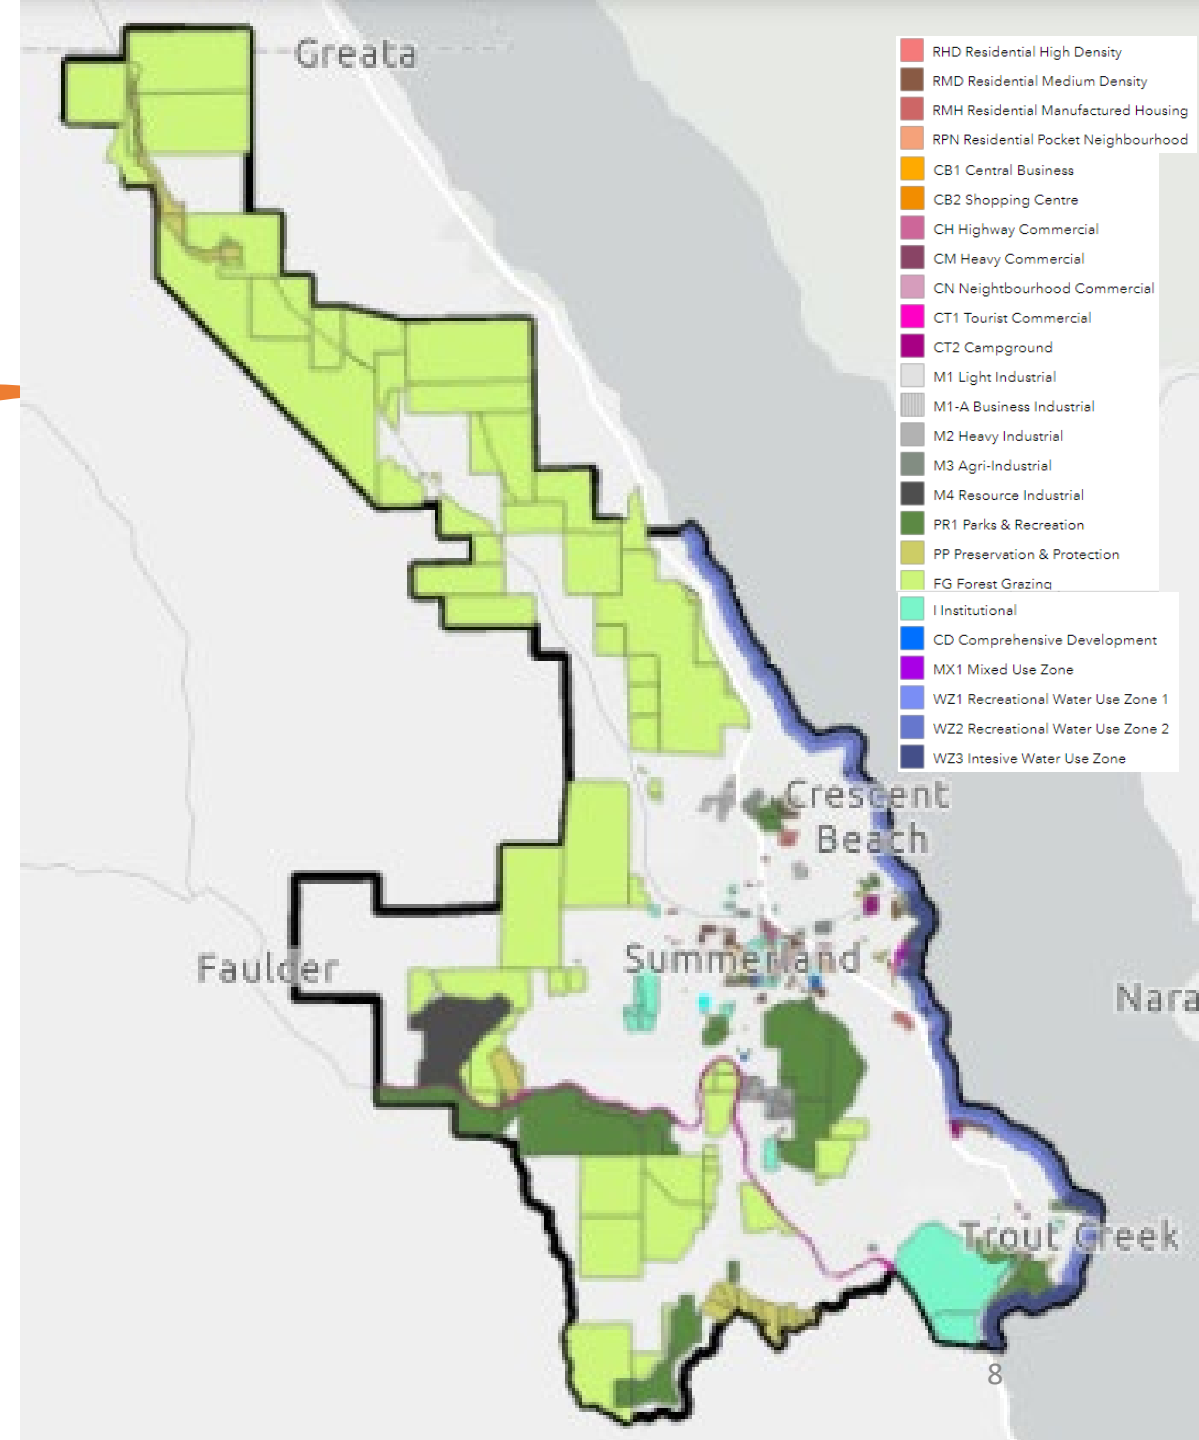 Greata
RHD Residential High Density
RMD Residential Medium Density
RMH Residential Manufactured Housing
RPN Residential Pocket Neighbourhood
CB1 Central Business
CB2 Shopping Centre
CH Highway Commercial
CM Heavy Commercial
CN Neightbourhood Commercial
CT1 Tourist Commercial
CT2 Campground
M1 Light Industrial
M1-A Business Industrial
M2 Heavy Industrial
M3 Agri-Industrial
M4 Resource Industrial
PR1 Parks & Recreation
PP Preservation & Protection
FG Forest Grazing
I Institutional
CD Comprehensive Development
MX1 Mixed Use Zone
WZ1 Recreational Water Use Zone 1
WZ2 Recreational Water Use Zone 2
WZ3 Intesive Water Use Zone
Crescent
Beach
Summerland
Faulder
Nara
Trout Creek
8